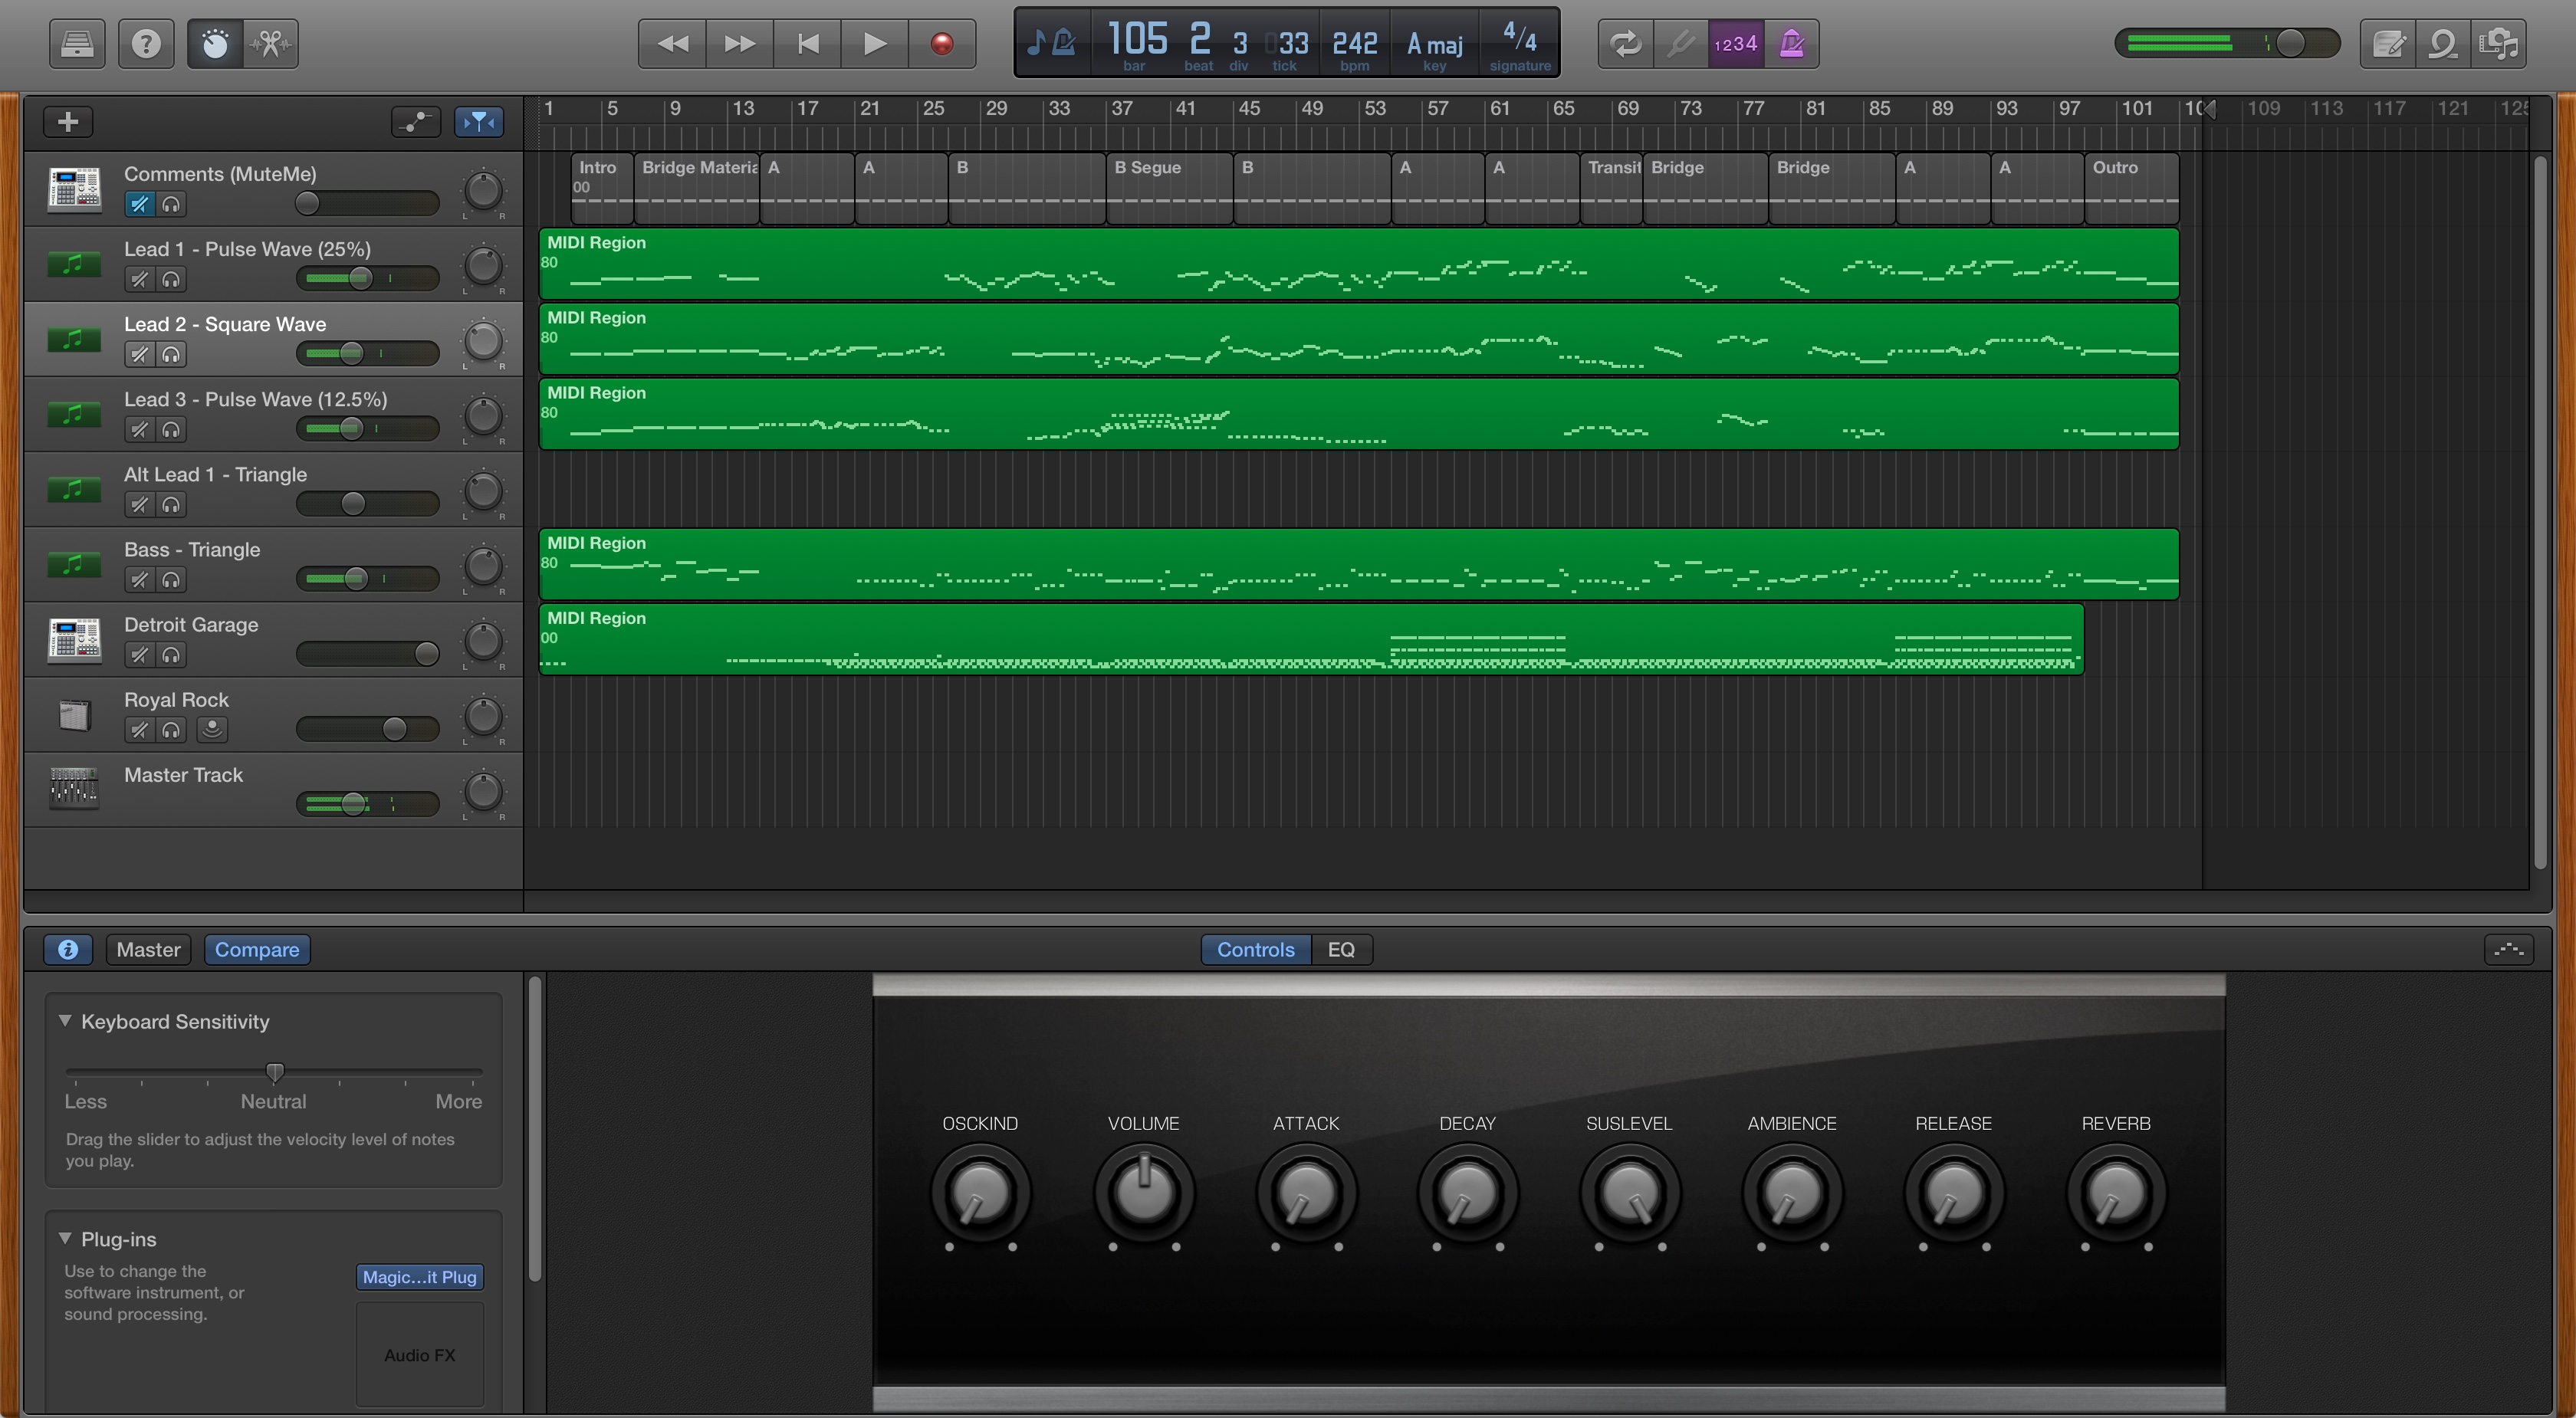 105 2 3 033 242 A maj 4/4
bar beat div tick bpm key signature
1234
1 5 9 13 17 21 25 29 33 37 41 45 49 53 57 61 65 69 73 77 81 85 89 93 97 101 10 109 113 117 121 125
Comments (MuteMe)
L R
Intro Bridge Materia A A B B Segue B A A Transit Bridge Bridge A A Outro
00
Lead 1 - Pulse Wave (25%)
L R
MIDI Region
80
Lead 2 - Square Wave
L R
MIDI Region
80
Lead 3 - Pulse Wave (12.5%)
L R
MIDI Region
80
Alt Lead 1 - Triangle
L R
Bass - Triangle
L R
MIDI Region
80
Detroit Garage
L R
MIDI Region
00
Royal Rock
L R
Master Track
L R
Master Compare Controls EQ
Keyboard Sensitivity
Less Neutral More
Drag the slider to adjust the velocity level of notes
you play.
Plug-ins
Use to change the
software instrument, or
sound processing.
Magic...it Plug
Audio FX
OSCKIND VOLUME ATTACK DECAY SUSLEVEL AMBIENCE RELEASE REVERB